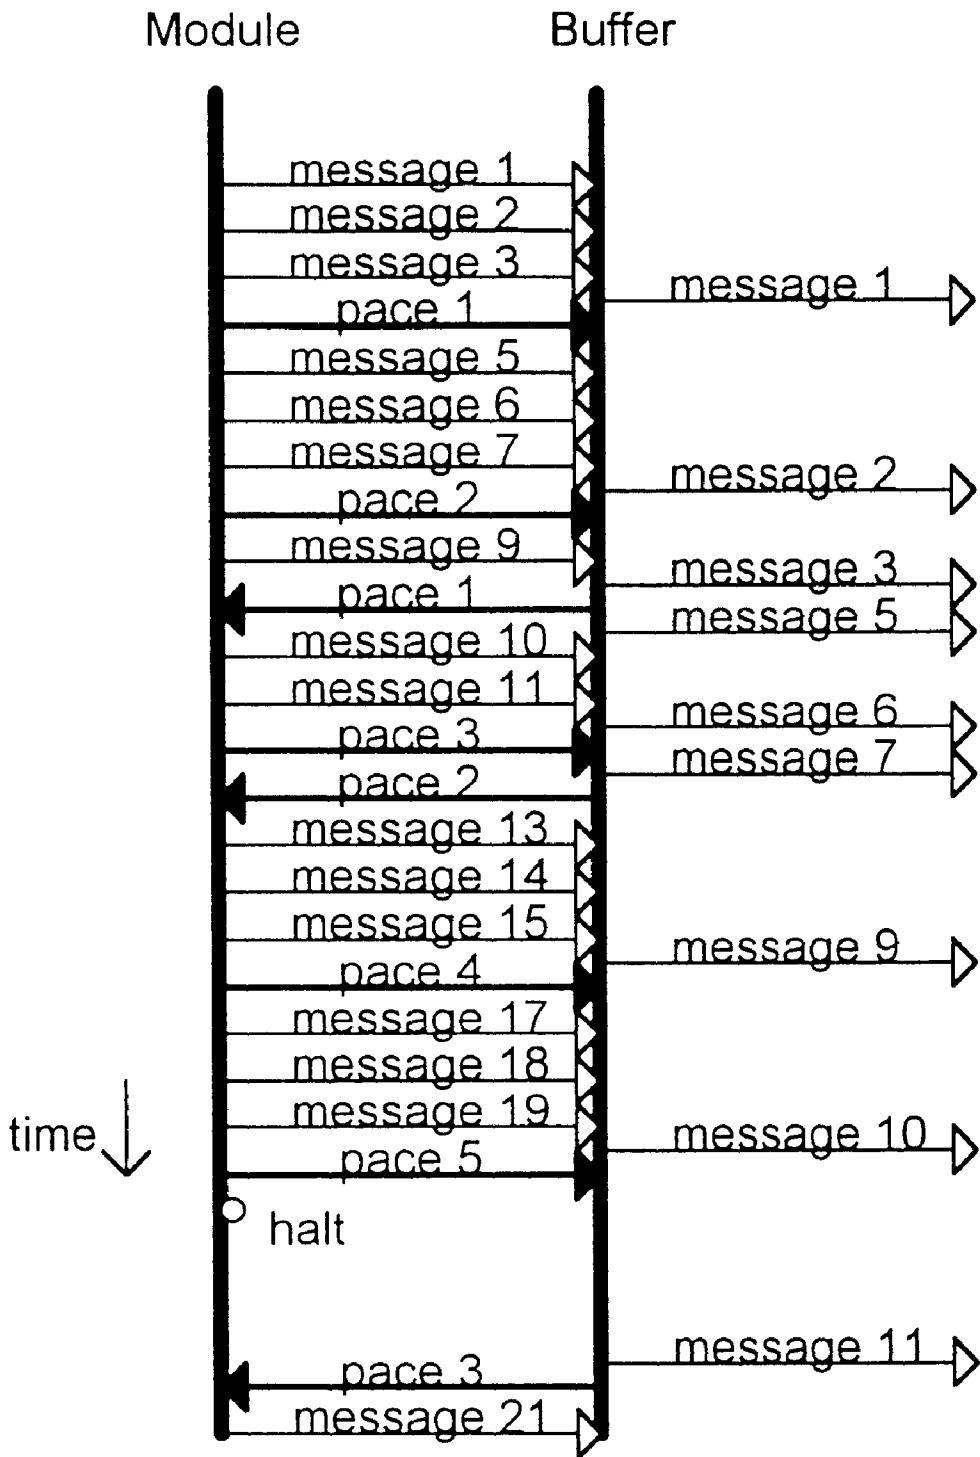 Module Buffer
message 1
message 2
message 3
message 1
pace 1
message 5
message 6
message 7
message 2
pace 2
message 9
message 3
pace 1
message 5
message 10
message 11
message 6
pace 3
message 7
pace 2
message 13
message 14
message 15
message 9
pace 4
message 17
message 18
message 19
time
message 10
pace 5
halt
message 11
pace 3
message 21